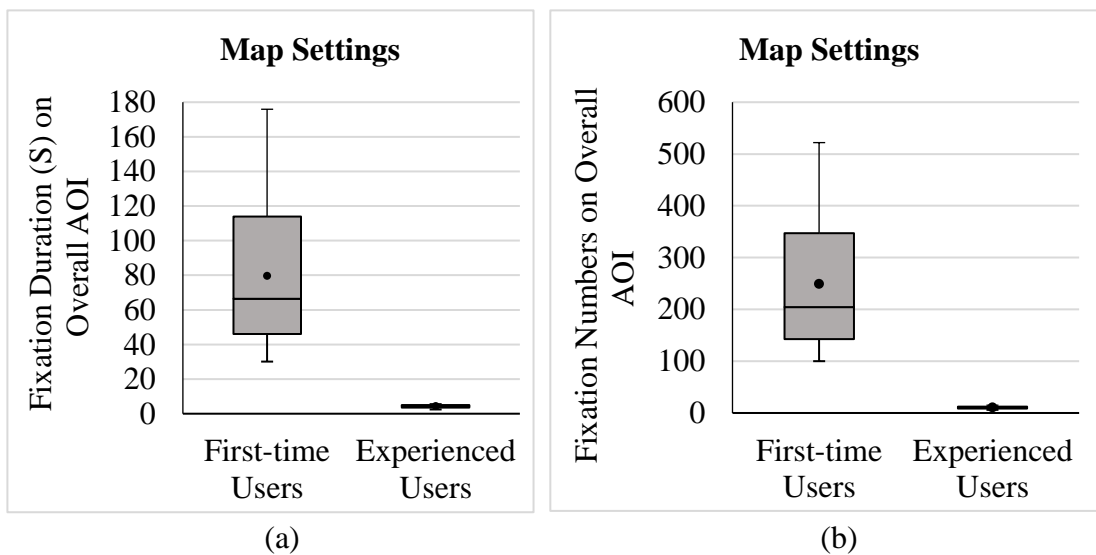 Map Settings
Fixation Duration (S) on
Overall AOI
180
160
140
120
100
80
60
40
20
0
First-time
Users
Experienced
Users
(a)
Map Settings
Fixation Numbers on Overall
AOI
600
500
400
300
200
100
0
First-time
Users
Experienced
Users
(b)